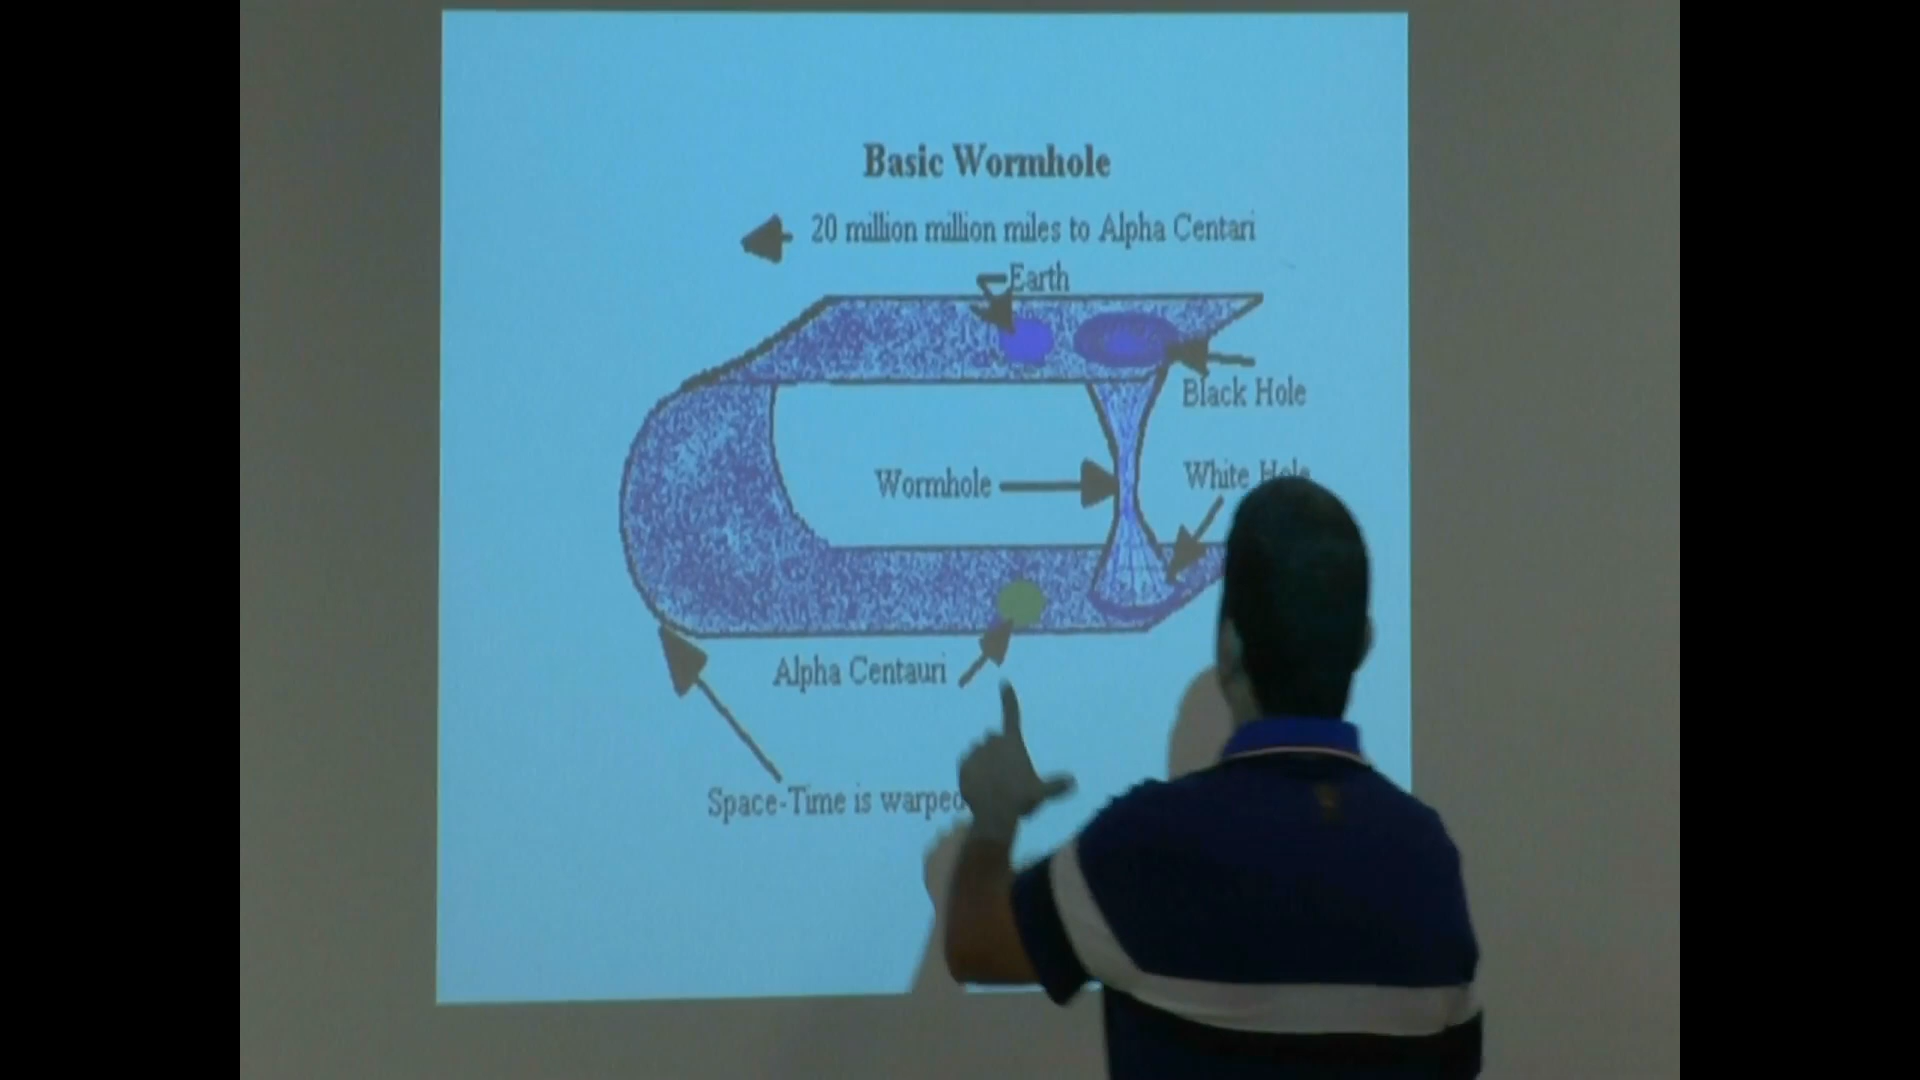 Basic Wormhole
20 million million miles to Alpha Centari
Earth
Black Hole
Wormhole
White Hole
Alpha Centauri
Space-Time is warped